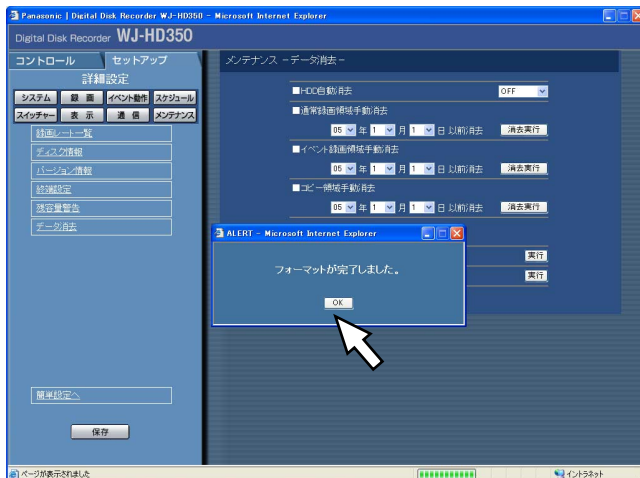 Panasonic | Digital Disk Recorder WJ-HD350 - Microsoft Internet Explorer
Digital Disk Recorder WJ-HD350
コントロール セットアップ
詳細設定
システム 録画 イベント動作 スケジュール
スイッチャー 表示 通信 メンテナンス
録画レート一覧
ディスク情報
バージョン情報
終端設定
残容量警告
データ消去
簡単設定へ
保存
メンテナンス －データ消去－
■HDD自動消去 OFF
■通常録画領域手動消去
05 年 1 月 1 日 以前消去 消去実行
■イベント録画領域手動消去
05 年 1 月 1 日 以前消去 消去実行
■コピー領域手動消去
05 年 1 月 1 日 以前消去 消去実行
実行
実行
ALERT - Microsoft Internet Explorer
フォーマットが完了しました。
OK
ページが表示されました
イントラネット